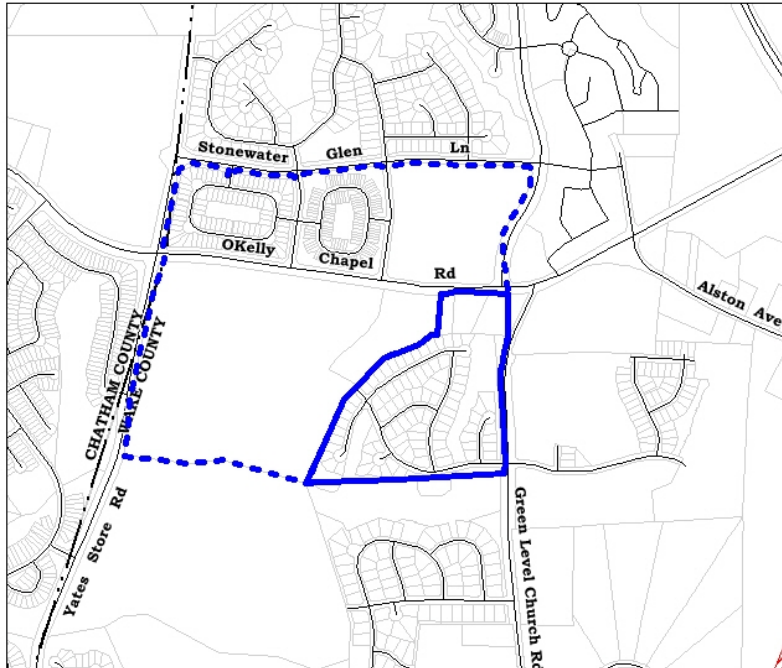 Stonewater Glen Ln
OKelly Chapel Rd
Alston Ave
CHATHAM COUNTY
WAKE COUNTY
Yates Store Rd
Green Level Church Rd